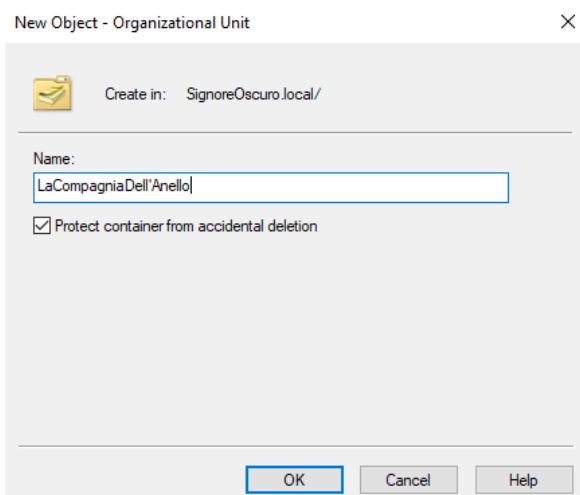 New Object - Organizational Unit
Create in: SignoreOscuro.local/
Name:
LaCompagniaDell'Anello
Protect container from accidental deletion
OK Cancel Help